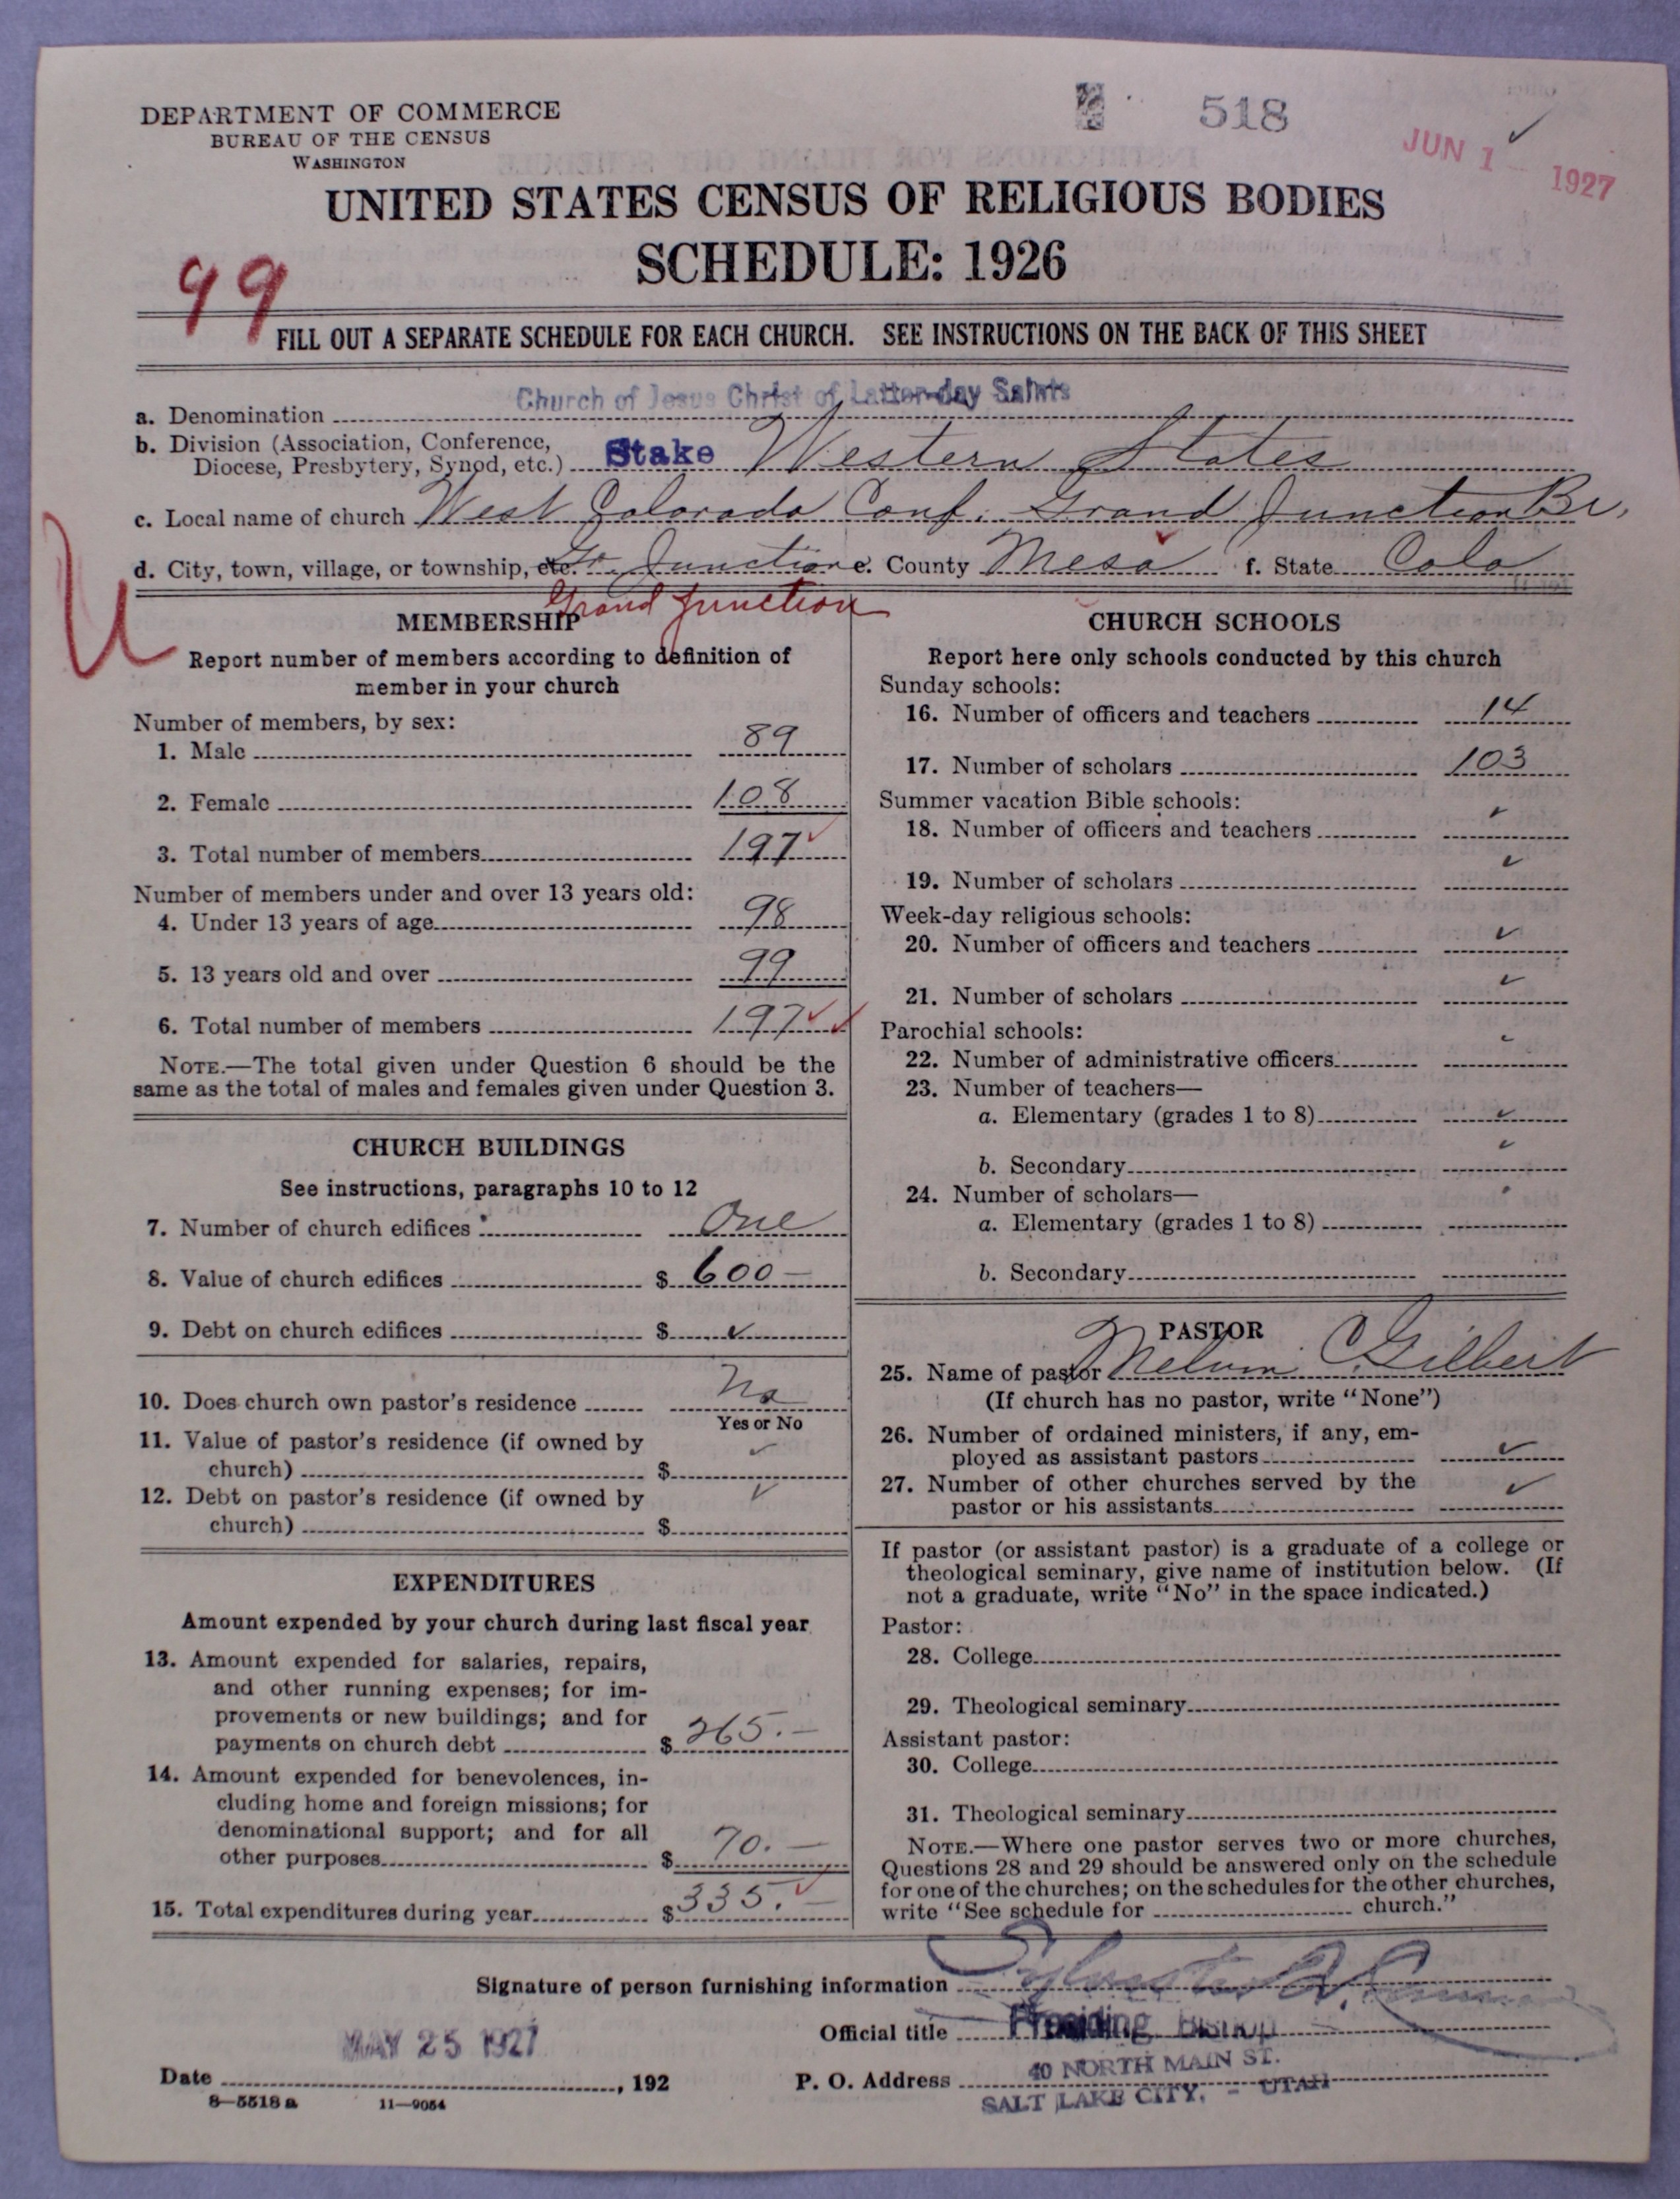 DEPARTMENT OF COMMERCE
BUREAU OF THE CENSUS
WASHINGTON
518
JUN 1 1927
UNITED STATES CENSUS OF RELIGIOUS BODIES
SCHEDULE: 1926
99
FILL OUT A SEPARATE SCHEDULE FOR EACH CHURCH. SEE INSTRUCTIONS ON THE BACK OF THIS SHEET
a. Denomination Church of Jesus Christ of Latter-day Saints
b. Division (Association, Conference,
Diocese, Presbytery, Synod, etc.) Stake Western States
c. Local name of church West Colorado Conf. Grand Junction Br.
d. City, town, village, or township, etc. Gr. Junction e. County Mesa f. State Colo
Grand Junction
U
MEMBERSHIP
Report number of members according to definition of
member in your church
Number of members, by sex:
1. Male 89
2. Female 108
3. Total number of members 197
Number of members under and over 13 years old:
4. Under 13 years of age 98
5. 13 years old and over 99
6. Total number of members 197
NOTE.—The total given under Question 6 should be the
same as the total of males and females given under Question 3.
CHURCH BUILDINGS
See instructions, paragraphs 10 to 12
7. Number of church edifices One
8. Value of church edifices $ 600—
9. Debt on church edifices $ ✓
10. Does church own pastor's residence No
Yes or No
11. Value of pastor's residence (if owned by
church) $ ✓
12. Debt on pastor's residence (if owned by
church) $ ✓
EXPENDITURES
Amount expended by your church during last fiscal year
13. Amount expended for salaries, repairs,
and other running expenses; for im-
provements or new buildings; and for
payments on church debt $ 265.—
14. Amount expended for benevolences, in-
cluding home and foreign missions; for
denominational support; and for all
other purposes $ 70.—
15. Total expenditures during year $ 335.—
CHURCH SCHOOLS
Report here only schools conducted by this church
Sunday schools:
16. Number of officers and teachers 14
17. Number of scholars 103
Summer vacation Bible schools:
18. Number of officers and teachers ✓
19. Number of scholars ✓
Week-day religious schools:
20. Number of officers and teachers ✓
21. Number of scholars ✓
Parochial schools:
22. Number of administrative officers ✓
23. Number of teachers—
a. Elementary (grades 1 to 8) ✓
b. Secondary ✓
24. Number of scholars—
a. Elementary (grades 1 to 8)
b. Secondary
PASTOR
25. Name of pastor Melvin C. Gilbert
(If church has no pastor, write "None")
26. Number of ordained ministers, if any, em-
ployed as assistant pastors ✓
27. Number of other churches served by the
pastor or his assistants ✓
If pastor (or assistant pastor) is a graduate of a college or
theological seminary, give name of institution below. (If
not a graduate, write "No" in the space indicated.)
Pastor:
28. College
29. Theological seminary
Assistant pastor:
30. College
31. Theological seminary
NOTE.—Where one pastor serves two or more churches,
Questions 28 and 29 should be answered only on the schedule
for one of the churches; on the schedules for the other churches,
write "See schedule for church."
Signature of person furnishing information Sylvester Q. Cannon
Official title Presiding Bishop
MAY 25 1927
Date , 192
P. O. Address 40 NORTH MAIN ST.
SALT LAKE CITY, - UTAH
8—5518 a 11—9054